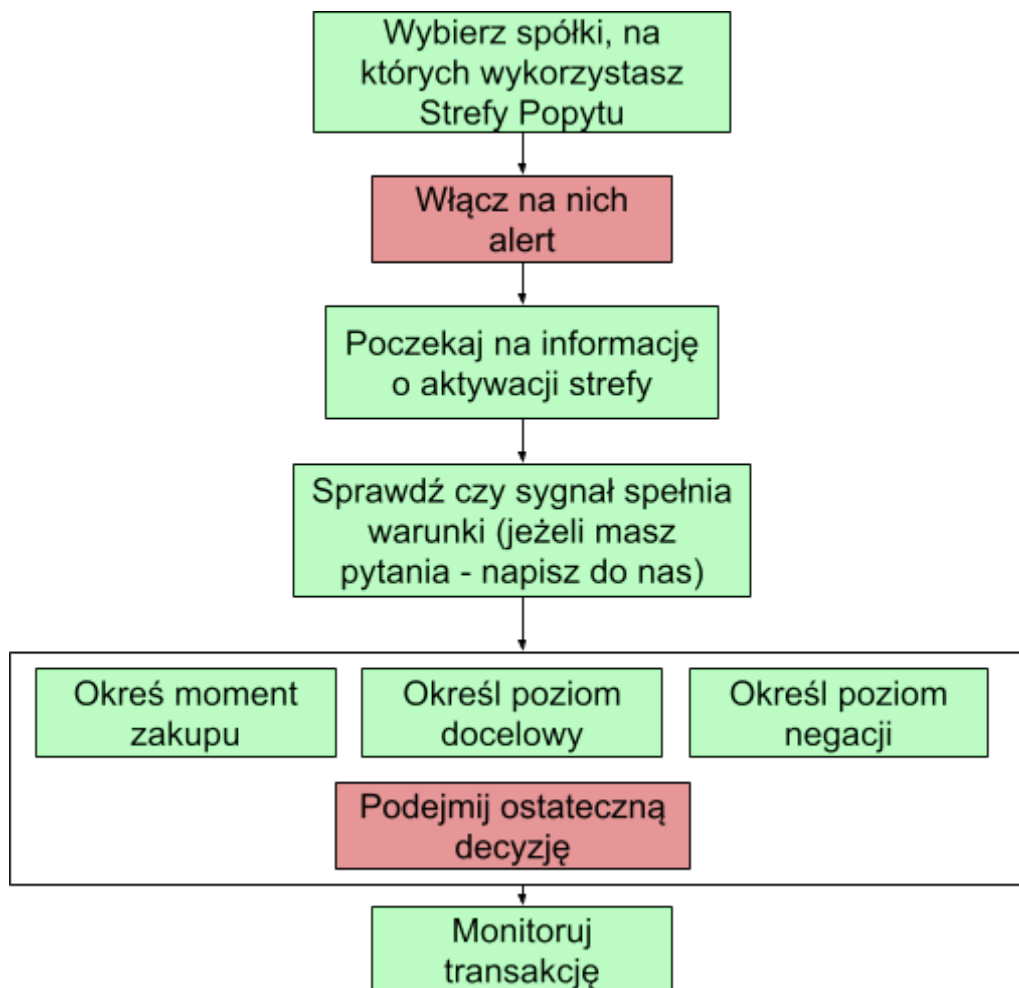 Wybierz spółki, na
których wykorzystasz
Strefy Popytu
Włącz na nich
alert
Poczekaj na informację
o aktywacji strefy
Sprawdź czy sygnał spełnia
warunki (jeżeli masz
pytania - napisz do nas)
Okreś moment
zakupu
Określ poziom
docelowy
Określ poziom
negacji
Podejmij ostateczną
decyzję
Monitoruj
transakcję